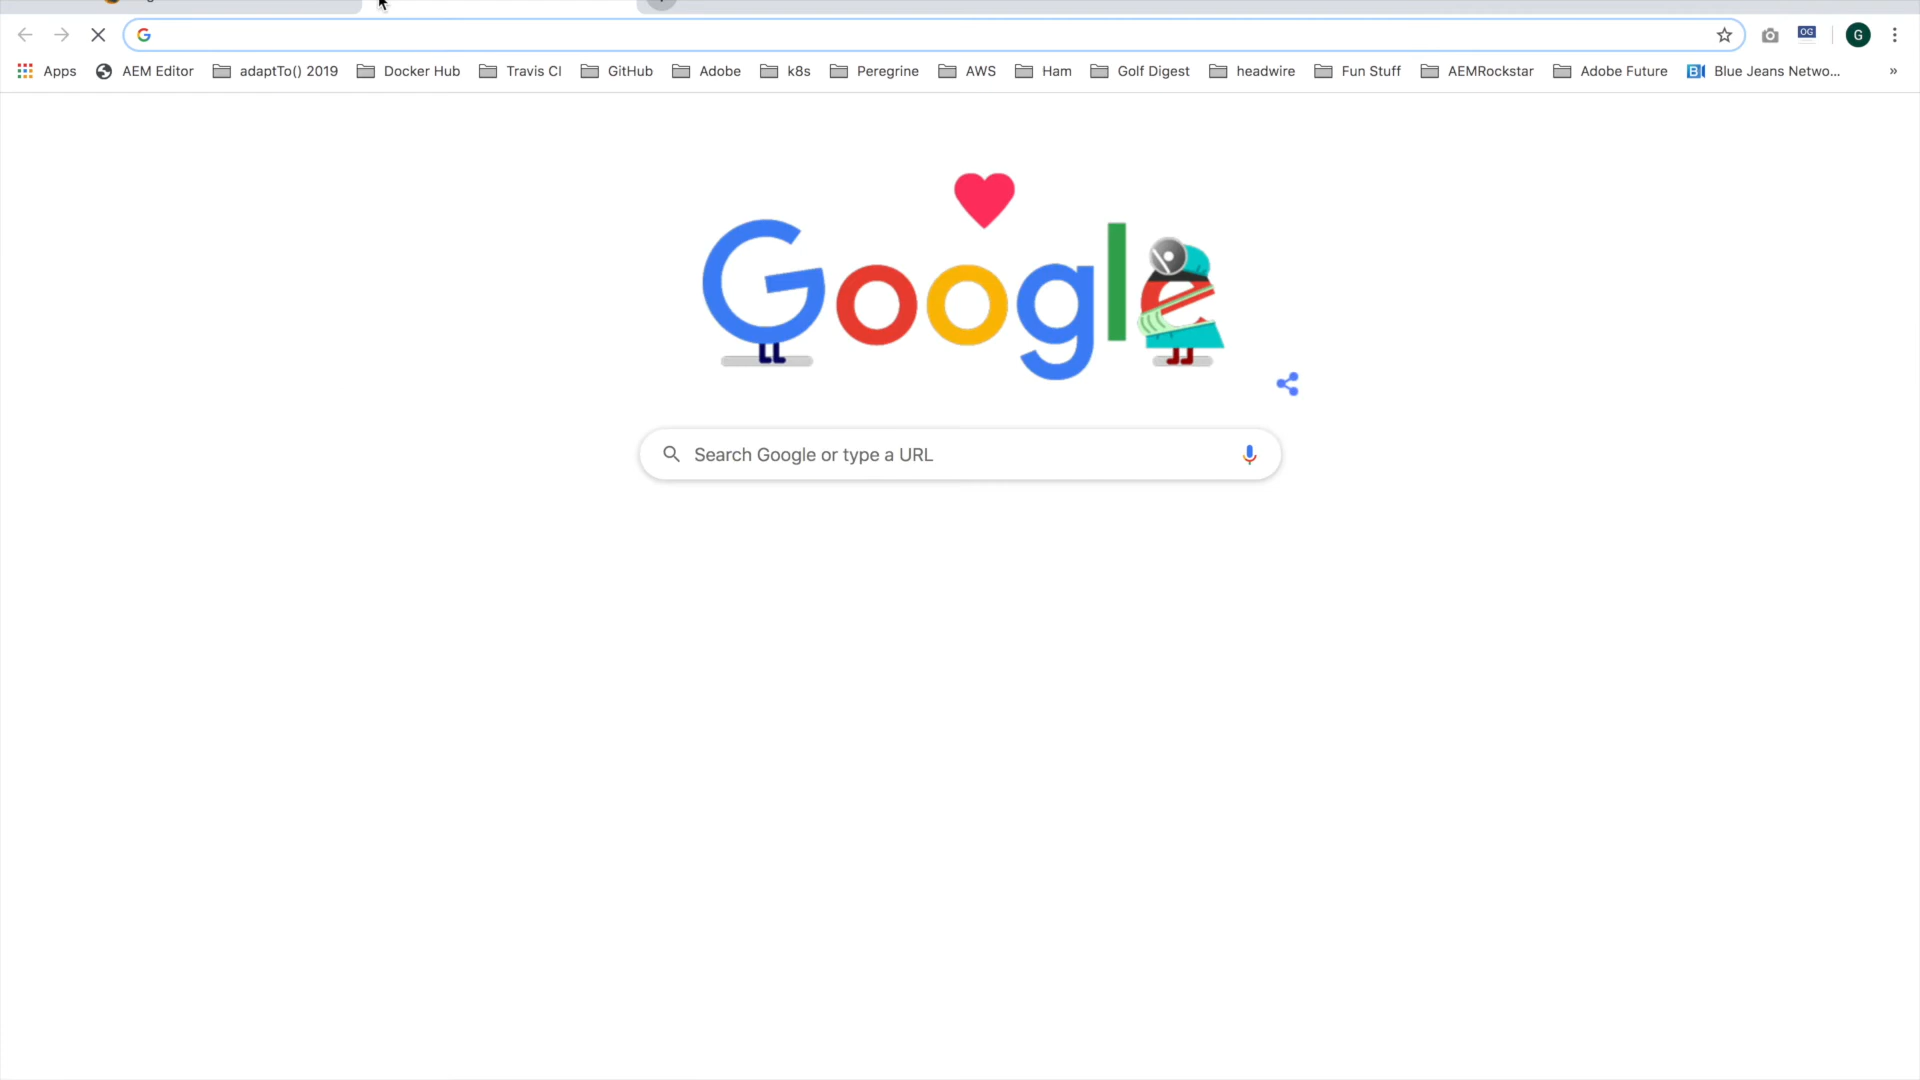 OG
G
Apps AEM Editor adaptTo() 2019 Docker Hub Travis CI GitHub Adobe k8s Peregrine AWS Ham Golf Digest headwire Fun Stuff AEMRockstar Adobe Future Blue Jeans Netwo... »
Google
Search Google or type a URL